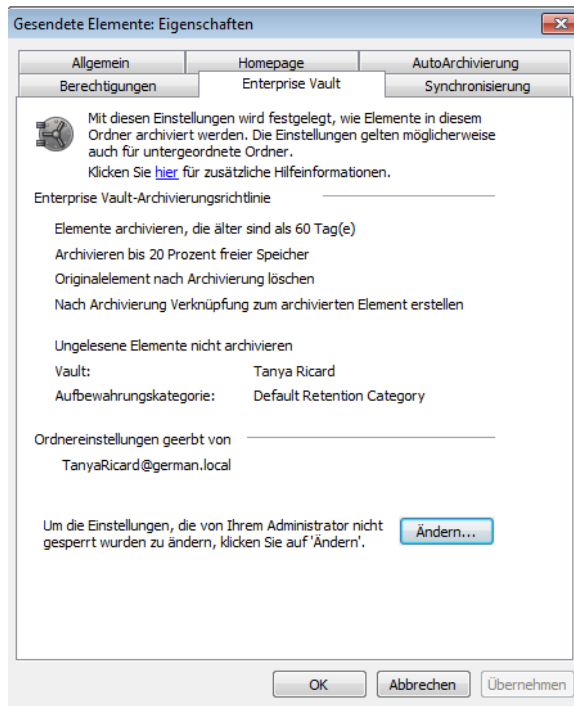 Gesendete Elemente: Eigenschaften
Allgemein
Homepage
AutoArchivierung
Berechtigungen
Enterprise Vault
Synchronisierung
Mit diesen Einstellungen wird festgelegt, wie Elemente in diesem
Ordner archiviert werden. Die Einstellungen gelten möglicherweise
auch für untergeordnete Ordner.
Klicken Sie hier für zusätzliche Hilfeinformationen.
Enterprise Vault-Archivierungsrichtlinie
Elemente archivieren, die älter sind als 60 Tag(e)
Archivieren bis 20 Prozent freier Speicher
Originalelement nach Archivierung löschen
Nach Archivierung Verknüpfung zum archivierten Element erstellen
Ungelesene Elemente nicht archivieren
Vault: Tanya Ricard
Aufbewahrungskategorie: Default Retention Category
Ordnereinstellungen geerbt von
TanyaRicard@german.local
Um die Einstellungen, die von Ihrem Administrator nicht
gesperrt wurden zu ändern, klicken Sie auf 'Ändern'.
Ändern...
OK
Abbrechen
Übernehmen